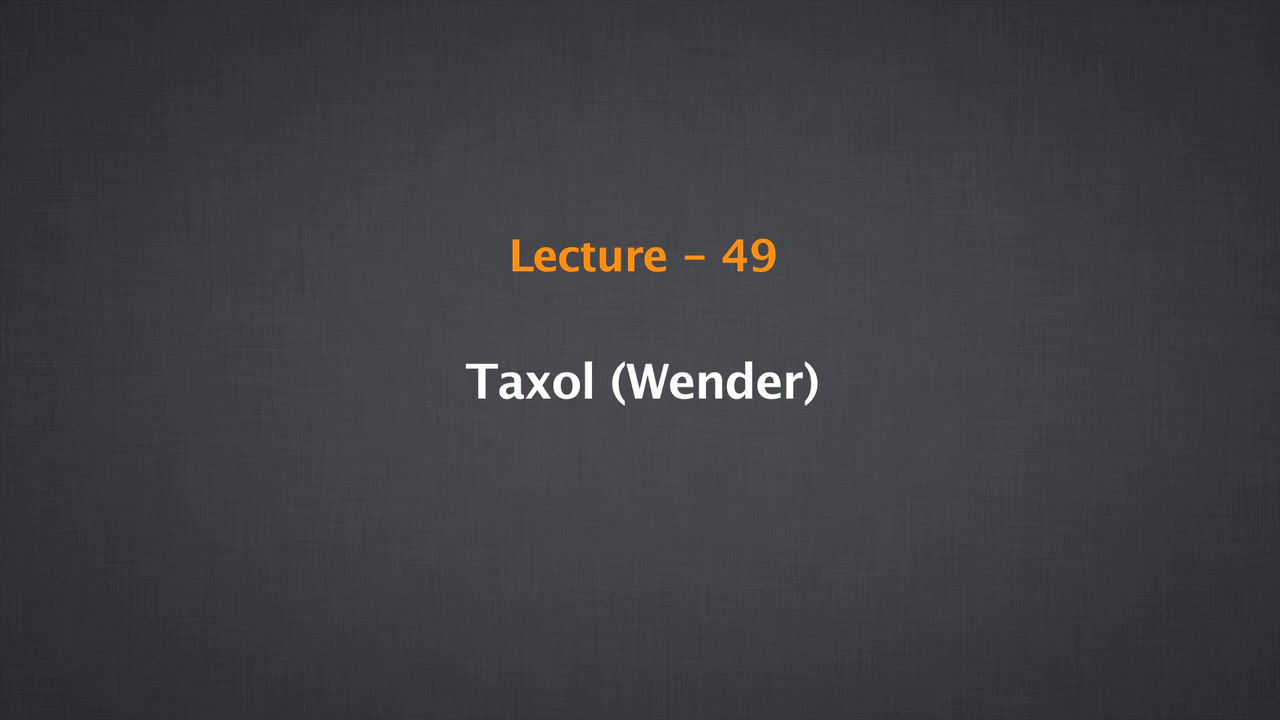 Lecture – 49
Taxol (Wender)